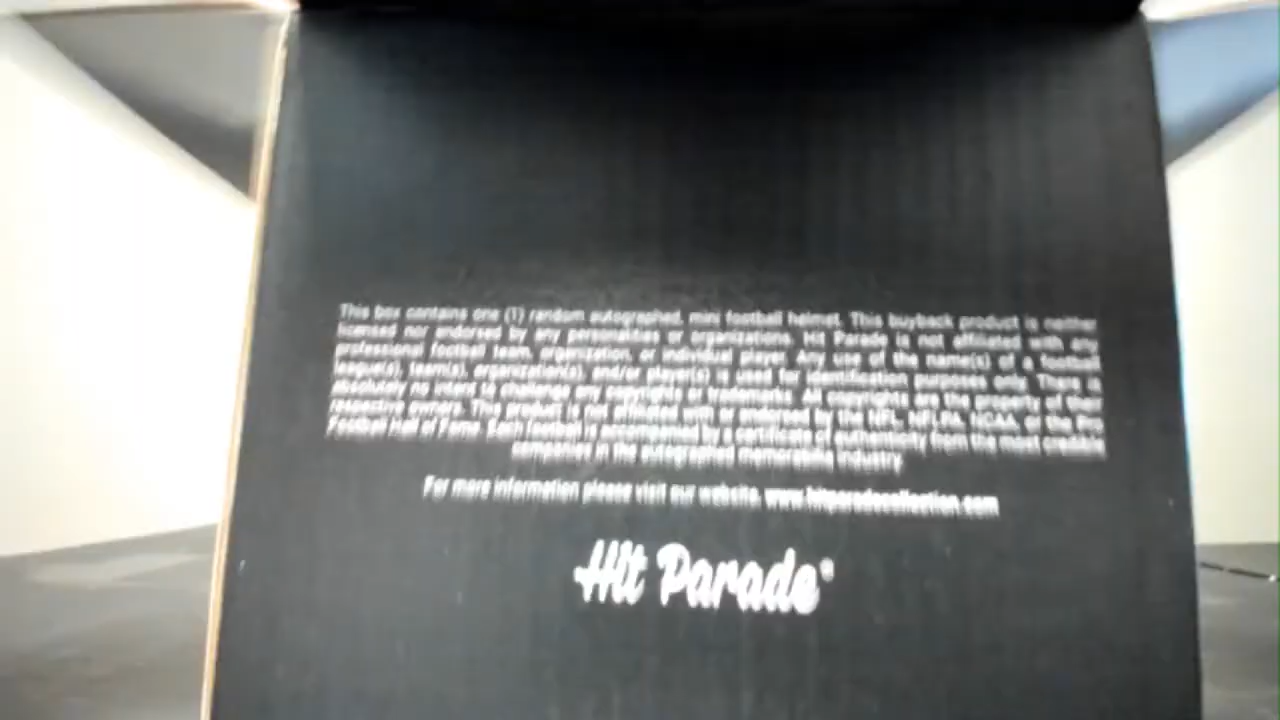 This box contains one (1) random autographed, mini football helmet. This buyback product is neither
licensed nor endorsed by any personalities or organizations. Hit Parade is not affiliated with any
professional football team, organization, or individual player. Any use of the name(s) of a football
league(s), team(s), organization(s), and/or player(s) is used for identification purposes only. There is
absolutely no intent to challenge any copyrights or trademarks. All copyrights are the property of their
respective owners. This product is not affiliated with or endorsed by the NFL, NFLPA, NCAA, or the Pro
Football Hall of Fame. Each football is accompanied by a certificate of authenticity from the most credible
companies in the autographed memorabilia industry.
For more information please visit our website, www.hitparadecollection.com
Hit Parade®